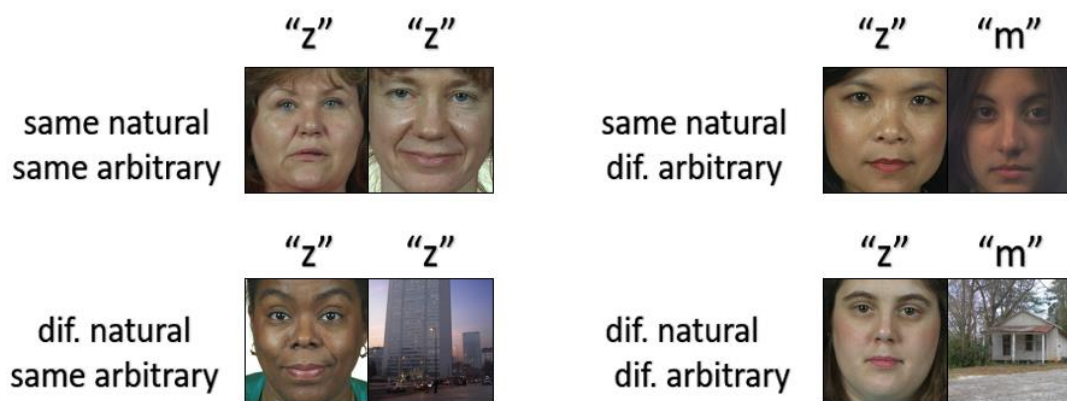 “z” “z”
same natural
same arbitrary
“z” “m”
same natural
dif. arbitrary
“z” “z”
dif. natural
same arbitrary
“z” “m”
dif. natural
dif. arbitrary